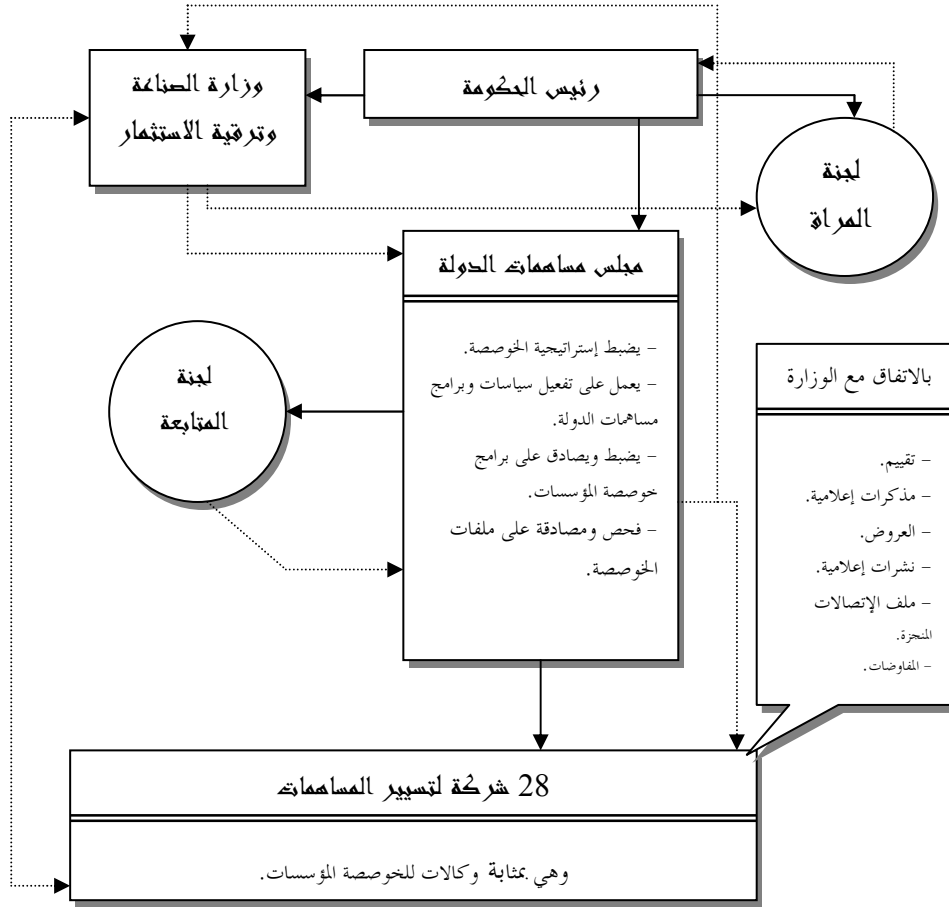 رئيس الحكومة
وزارة الصناعة
وترقية الاستثمار
لجنة
المراق
مجلس مساهمات الدولة
– يضبط إستراتيجية الخوصصة.
– يعمل على تفعيل سياسات وبرامج
مساهمات الدولة.
– يضبط ويصادق على برامج
خوصصة المؤسسات.
– فحص ومصادقة على ملفات
الخوصصة.
لجنة
المتابعة
بالاتفاق مع الوزارة
– تقييم.
– مذكرات إعلامية.
– العروض.
– نشرات إعلامية.
– ملف الإتصالات
المنجزة.
– المفاوضات.
28 شركة لتسيير المساهمات
وهي بمثابة وكالات للخوصصة المؤسسات.